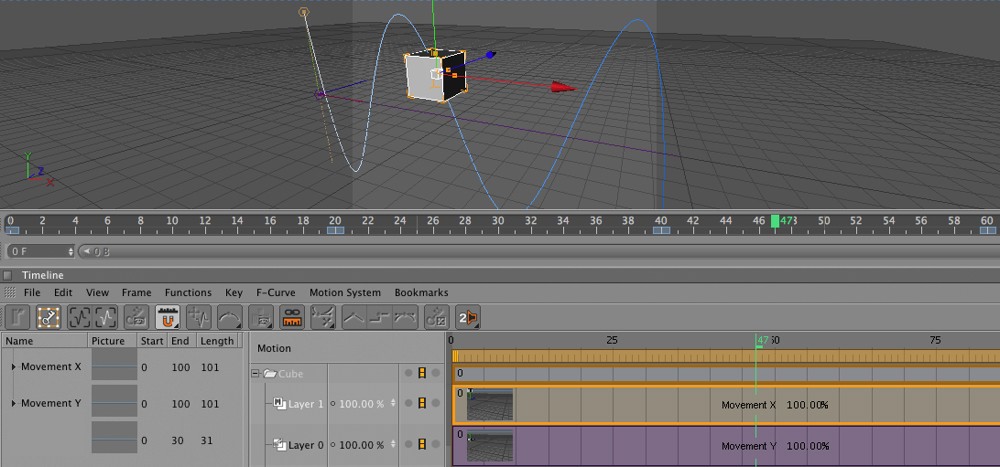 Y
Z
X
0 2 4 6 8 10 12 14 16 18 20 22 24 26 28 30 32 34 36 38 40 42 44 46 47 50 52 54 56 58 60
0 F
Timeline
File Edit View Frame Functions Key F-Curve Motion System Bookmarks
2
Name Picture Start End Length
Motion
0 25 47 50 75
Movement X 0 100 101
Cube
0
Layer 1 100.00 %
0
Movement X 100.00%
Movement Y 0 100 101
0 30 31
Layer 0 100.00 %
0
Movement Y 100.00%